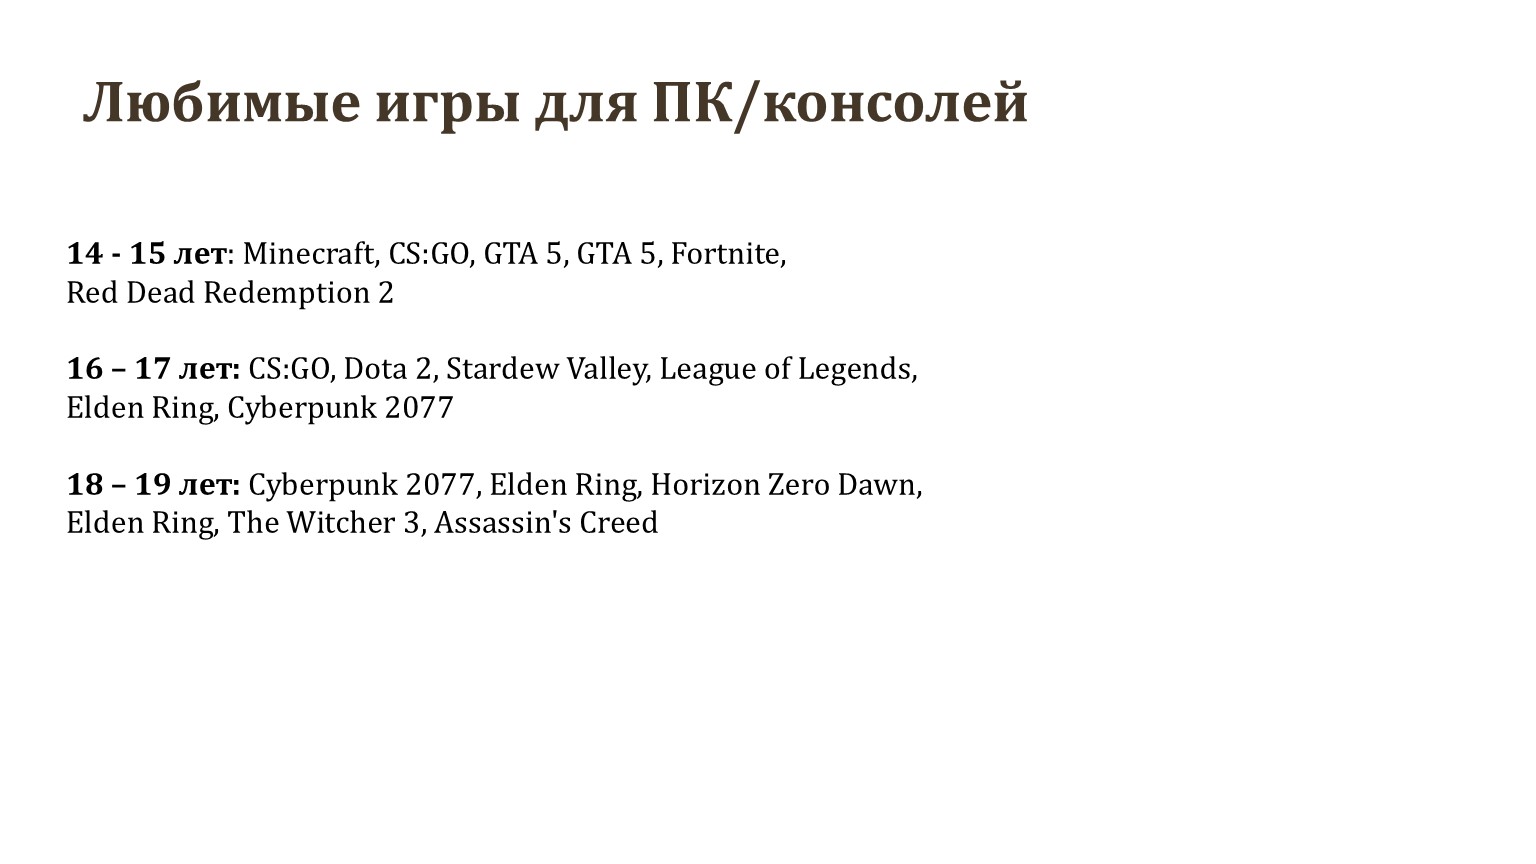 Любимые игры для ПК/консолей
14 - 15 лет: Minecraft, CS:GO, GTA 5, GTA 5, Fortnite,
Red Dead Redemption 2
16 – 17 лет: CS:GO, Dota 2, Stardew Valley, League of Legends,
Elden Ring, Cyberpunk 2077
18 – 19 лет: Cyberpunk 2077, Elden Ring, Horizon Zero Dawn,
Elden Ring, The Witcher 3, Assassin's Creed